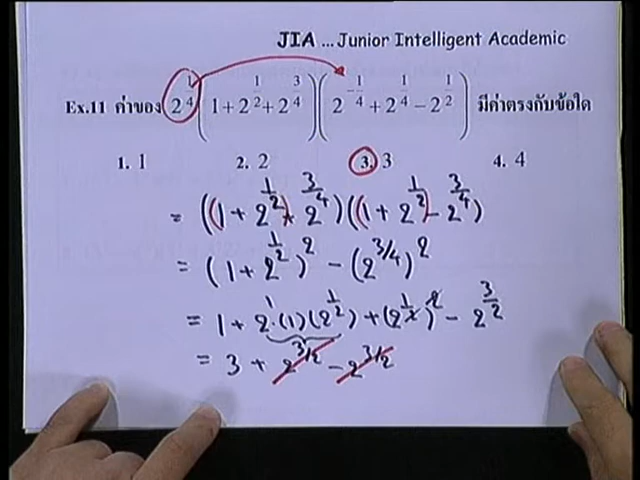 JIA ... Junior Intelligent Academic
Ex.11 ค่าของ 2^{1/4}(1+2^{1/2}+2^{3/4})(2^{-1/4}+2^{1/4}-2^{1/2}) มีค่าตรงกับข้อใด
1. 1 2. 2 3. 3 4. 4
= ((1+2^{1/2})+2^{3/4})((1+2^{1/2})-2^{3/4})
= (1+2^{1/2})^2 - (2^{3/4})^2
= 1 + 2^1·(1)(2^{1/2}) + (2^{1/2})^2 - 2^{3/2}
= 3 + 2^{3/2} - 2^{3/2}